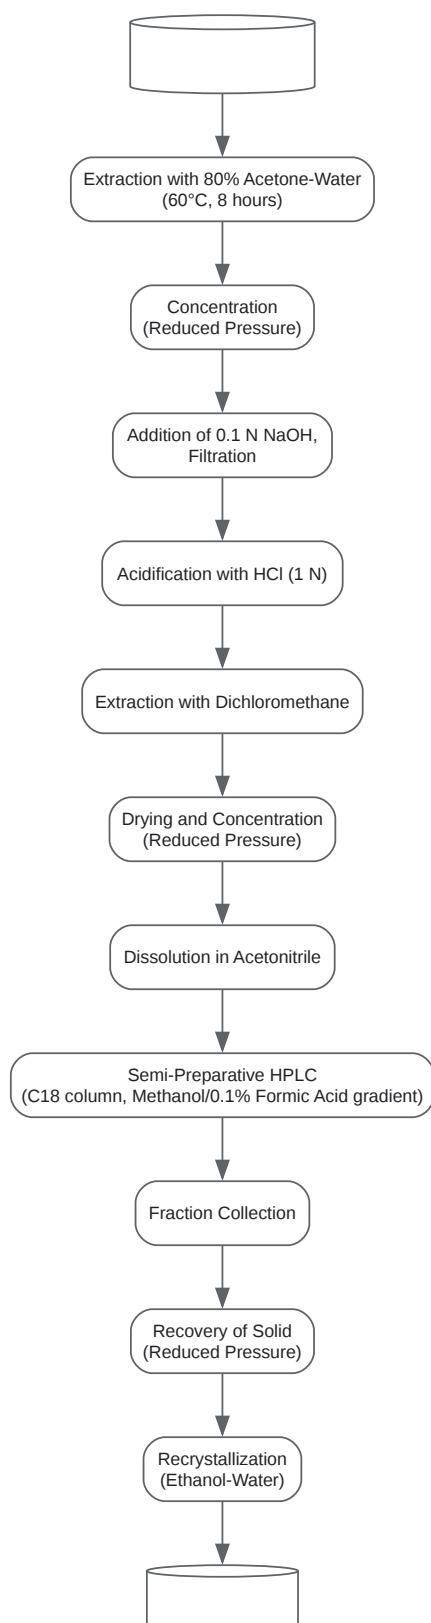 Extraction with 80% Acetone-Water
(60°C, 8 hours)
Concentration
(Reduced Pressure)
Addition of 0.1 N NaOH,
Filtration
Acidification with HCl (1 N)
Extraction with Dichloromethane
Drying and Concentration
(Reduced Pressure)
Dissolution in Acetonitrile
Semi-Preparative HPLC
(C18 column, Methanol/0.1% Formic Acid gradient)
Fraction Collection
Recovery of Solid
(Reduced Pressure)
Recrystallization
(Ethanol-Water)